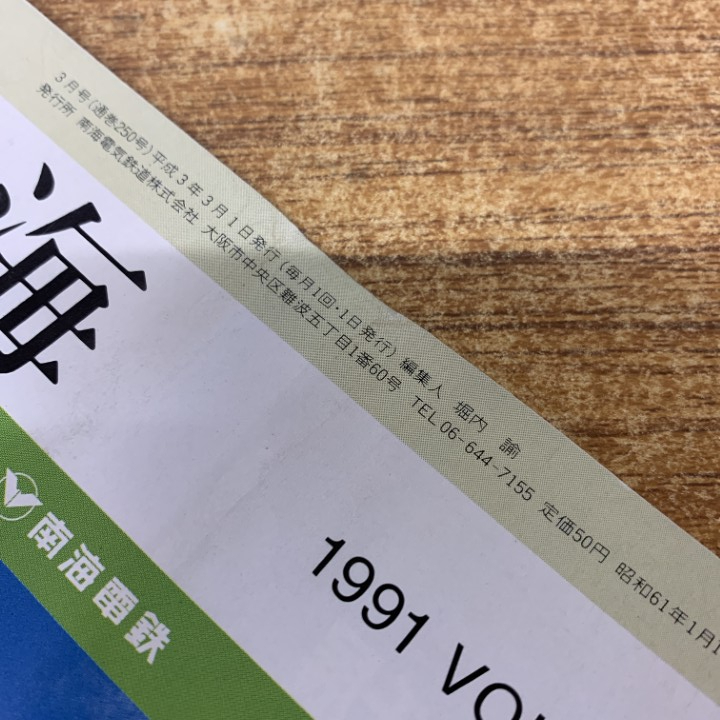 3月号(通巻250号)平成3年3月1日発行(毎月1回・1日発行) 編集人 堀内 諭
発行所 南海電気鉄道株式会社 大阪市中央区難波五丁目1番60号 TEL 06-644-7155 定価50円 昭和61年1月1
海
南海電鉄
1991 VO